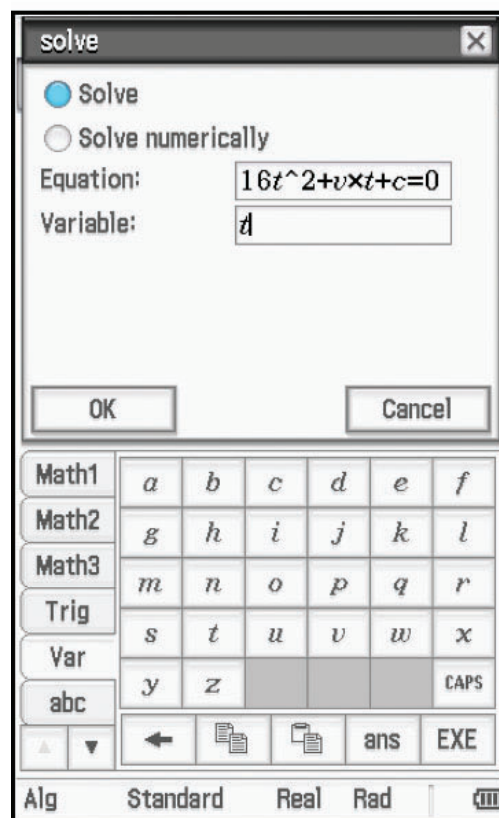 solve
Solve
Solve numerically
Equation: 16t^2+v×t+c=0
Variable: t
OK Cancel
Math1 a b c d e f
Math2 g h i j k l
Math3 m n o p q r
Trig s t u v w x
Var y z CAPS
abc
ans EXE
Alg Standard Real Rad